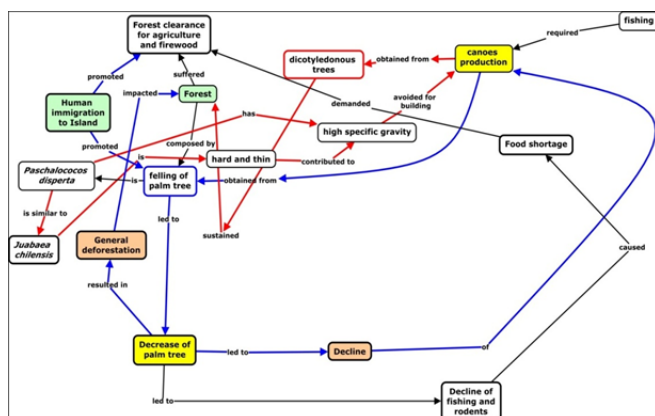 Forest clearance
for agriculture
and firewood
fishing
required
canoes
production
obtained from
dicotyledonous
trees
promoted
suffered
impacted
Forest
demanded
avoided for
building
Human
immigration
to Island
has
high specific gravity
promoted
composed by
Food shortage
is
hard and thin
contributed to
Paschalococos
disperta
is
felling of
palm tree
obtained from
is similar to
led to
sustained
Juabaea
chilensis
General
deforestation
caused
resulted in
Decrease of
palm tree
led to
Decline
of
led to
Decline of
fishing and
rodents